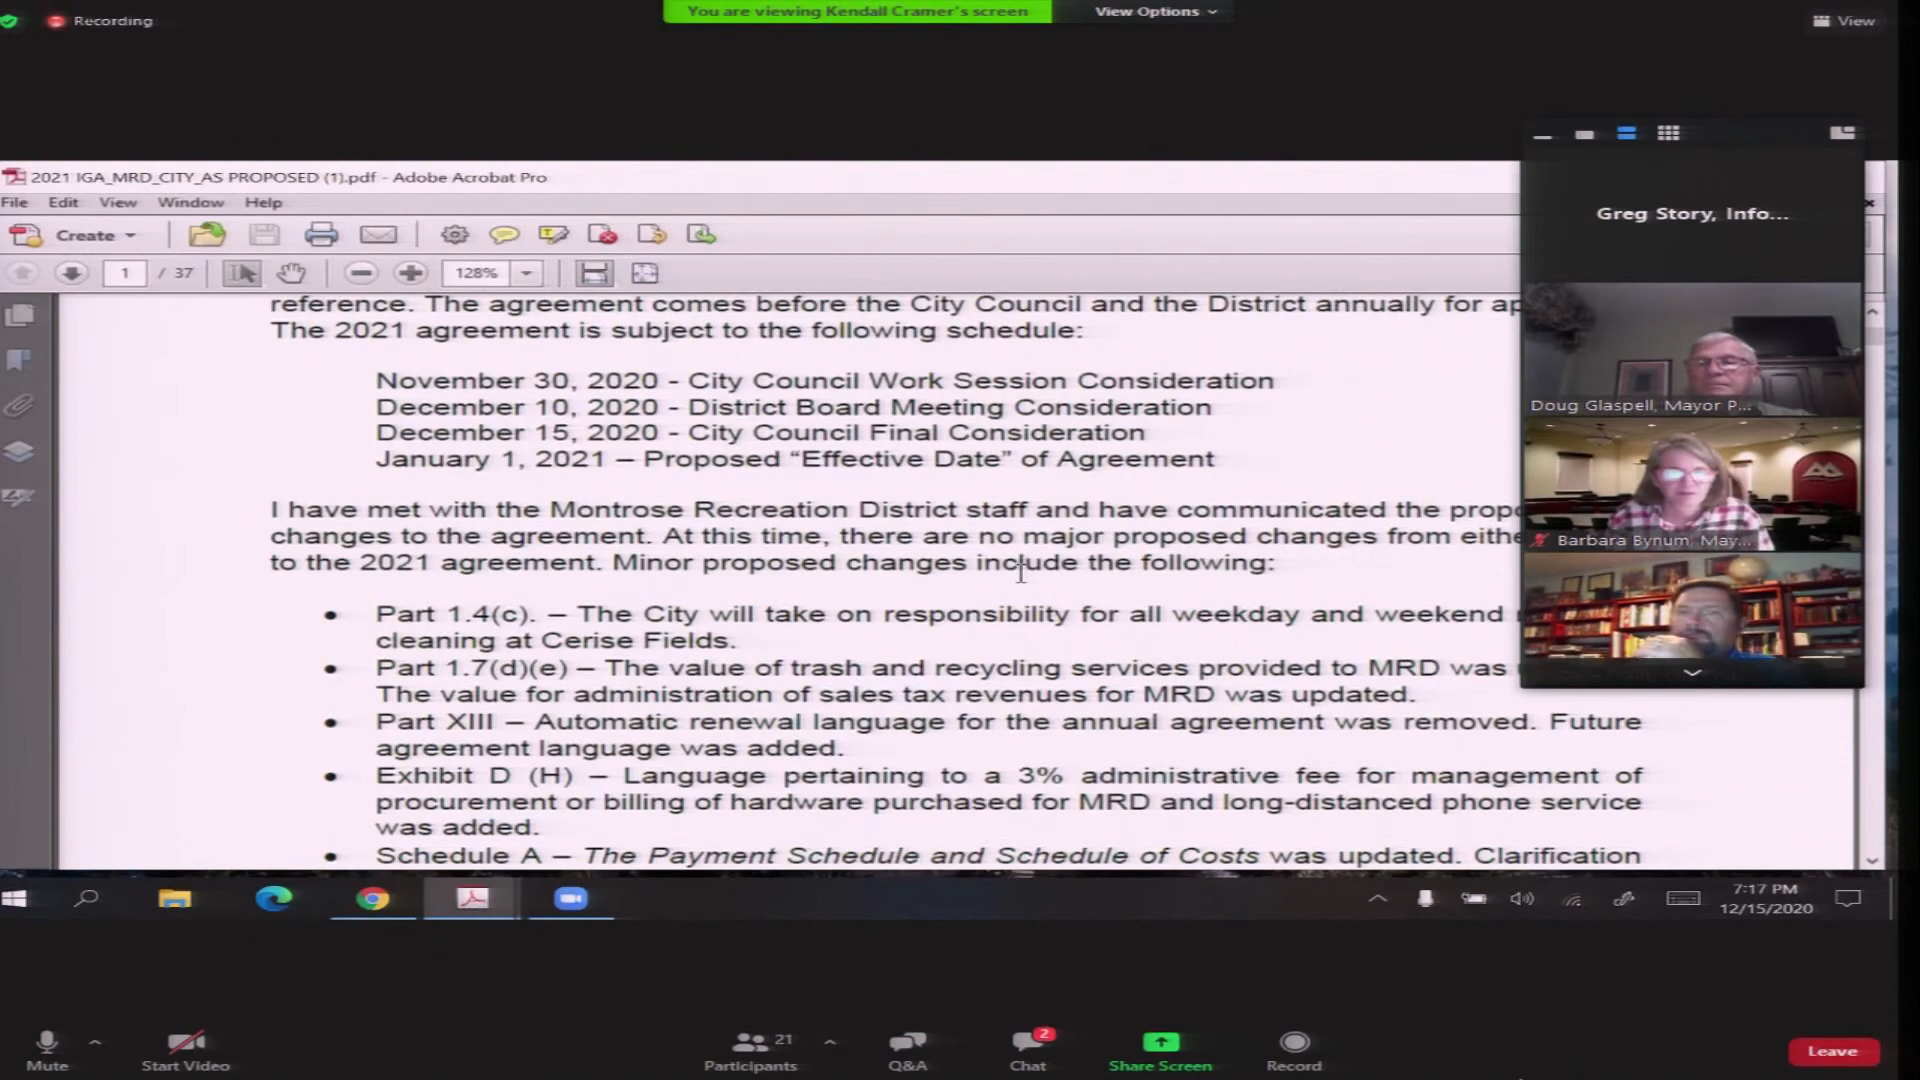 Recording
You are viewing Kendall Cramer's screen
View Options
View
2021 IGA_MRD_CITY_AS PROPOSED (1).pdf - Adobe Acrobat Pro
File Edit View Window Help
Create
1 / 37
128%
reference. The agreement comes before the City Council and the District annually for
The 2021 agreement is subject to the following schedule:
November 30, 2020 - City Council Work Session Consideration
December 10, 2020 - District Board Meeting Consideration
December 15, 2020 - City Council Final Consideration
January 1, 2021 – Proposed “Effective Date” of Agreement
I have met with the Montrose Recreation District staff and have communicated the
changes to the agreement. At this time, there are no major proposed changes from
to the 2021 agreement. Minor proposed changes include the following:
• Part 1.4(c). – The City will take on responsibility for all weekday and weekend
cleaning at Cerise Fields.
• Part 1.7(d)(e) – The value of trash and recycling services provided to MRD was
The value for administration of sales tax revenues for MRD was updated.
• Part XIII – Automatic renewal language for the annual agreement was removed. Future
agreement language was added.
• Exhibit D (H) – Language pertaining to a 3% administrative fee for management of
procurement or billing of hardware purchased for MRD and long-distanced phone service
was added.
• Schedule A – The Payment Schedule and Schedule of Costs was updated. Clarification
Greg Story, Info...
Doug Glaspell, Mayor P...
Barbara Bynum, May...
7:17 PM
12/15/2020
Mute
Start Video
21
Participants
Q&A
2
Chat
Share Screen
Record
Leave